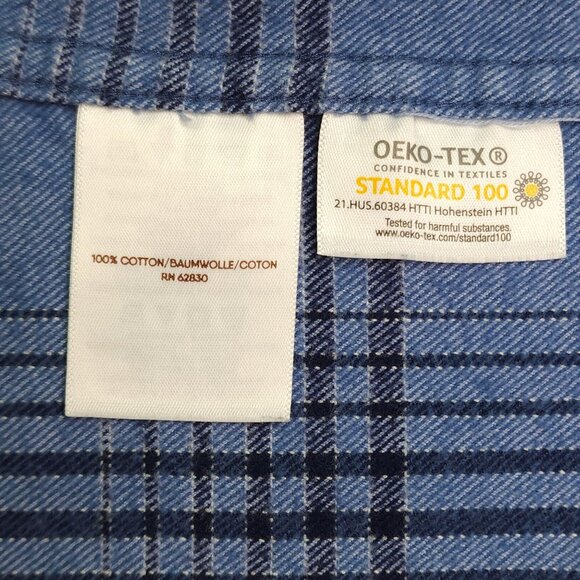 100% COTTON/BAUMWOLLE/COTON
RN 62830
OEKO-TEX®
CONFIDENCE IN TEXTILES
STANDARD 100
21.HUS.60384 HTTI Hohenstein HTTI
Tested for harmful substances.
www.oeko-tex.com/standard100